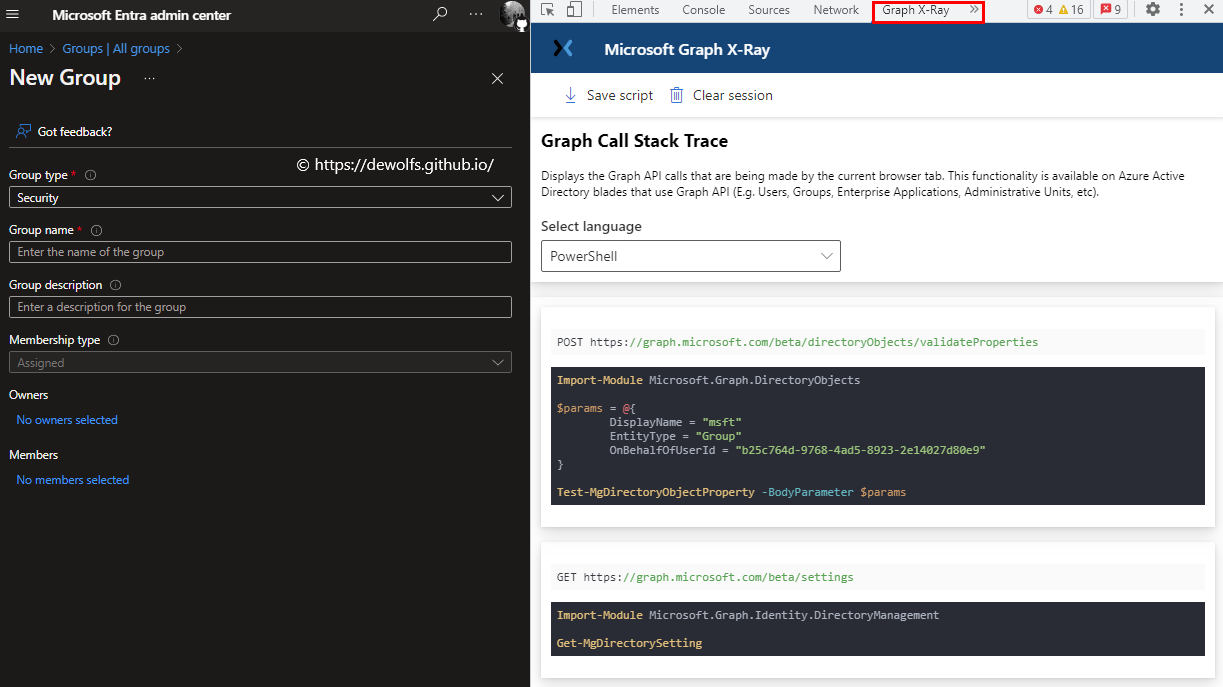 Microsoft Entra admin center
Home > Groups | All groups >
New Group ...
Got feedback?
© https://dewolfs.github.io/
Group type *
Security
Group name *
Enter the name of the group
Group description
Enter a description for the group
Membership type
Assigned
Owners
No owners selected
Members
No members selected
Elements Console Sources Network Graph X-Ray » 4 16 9
Microsoft Graph X-Ray
Save script Clear session
Graph Call Stack Trace
Displays the Graph API calls that are being made by the current browser tab. This functionality is available on Azure Active
Directory blades that use Graph API (E.g. Users, Groups, Enterprise Applications, Administrative Units, etc).
Select language
PowerShell
POST https://graph.microsoft.com/beta/directoryObjects/validateProperties
Import-Module Microsoft.Graph.DirectoryObjects
$params = @{
DisplayName = "msft"
EntityType = "Group"
OnBehalfOfUserId = "b25c764d-9768-4ad5-8923-2e14027d80e9"
}
Test-MgDirectoryObjectProperty -BodyParameter $params
GET https://graph.microsoft.com/beta/settings
Import-Module Microsoft.Graph.Identity.DirectoryManagement
Get-MgDirectorySetting